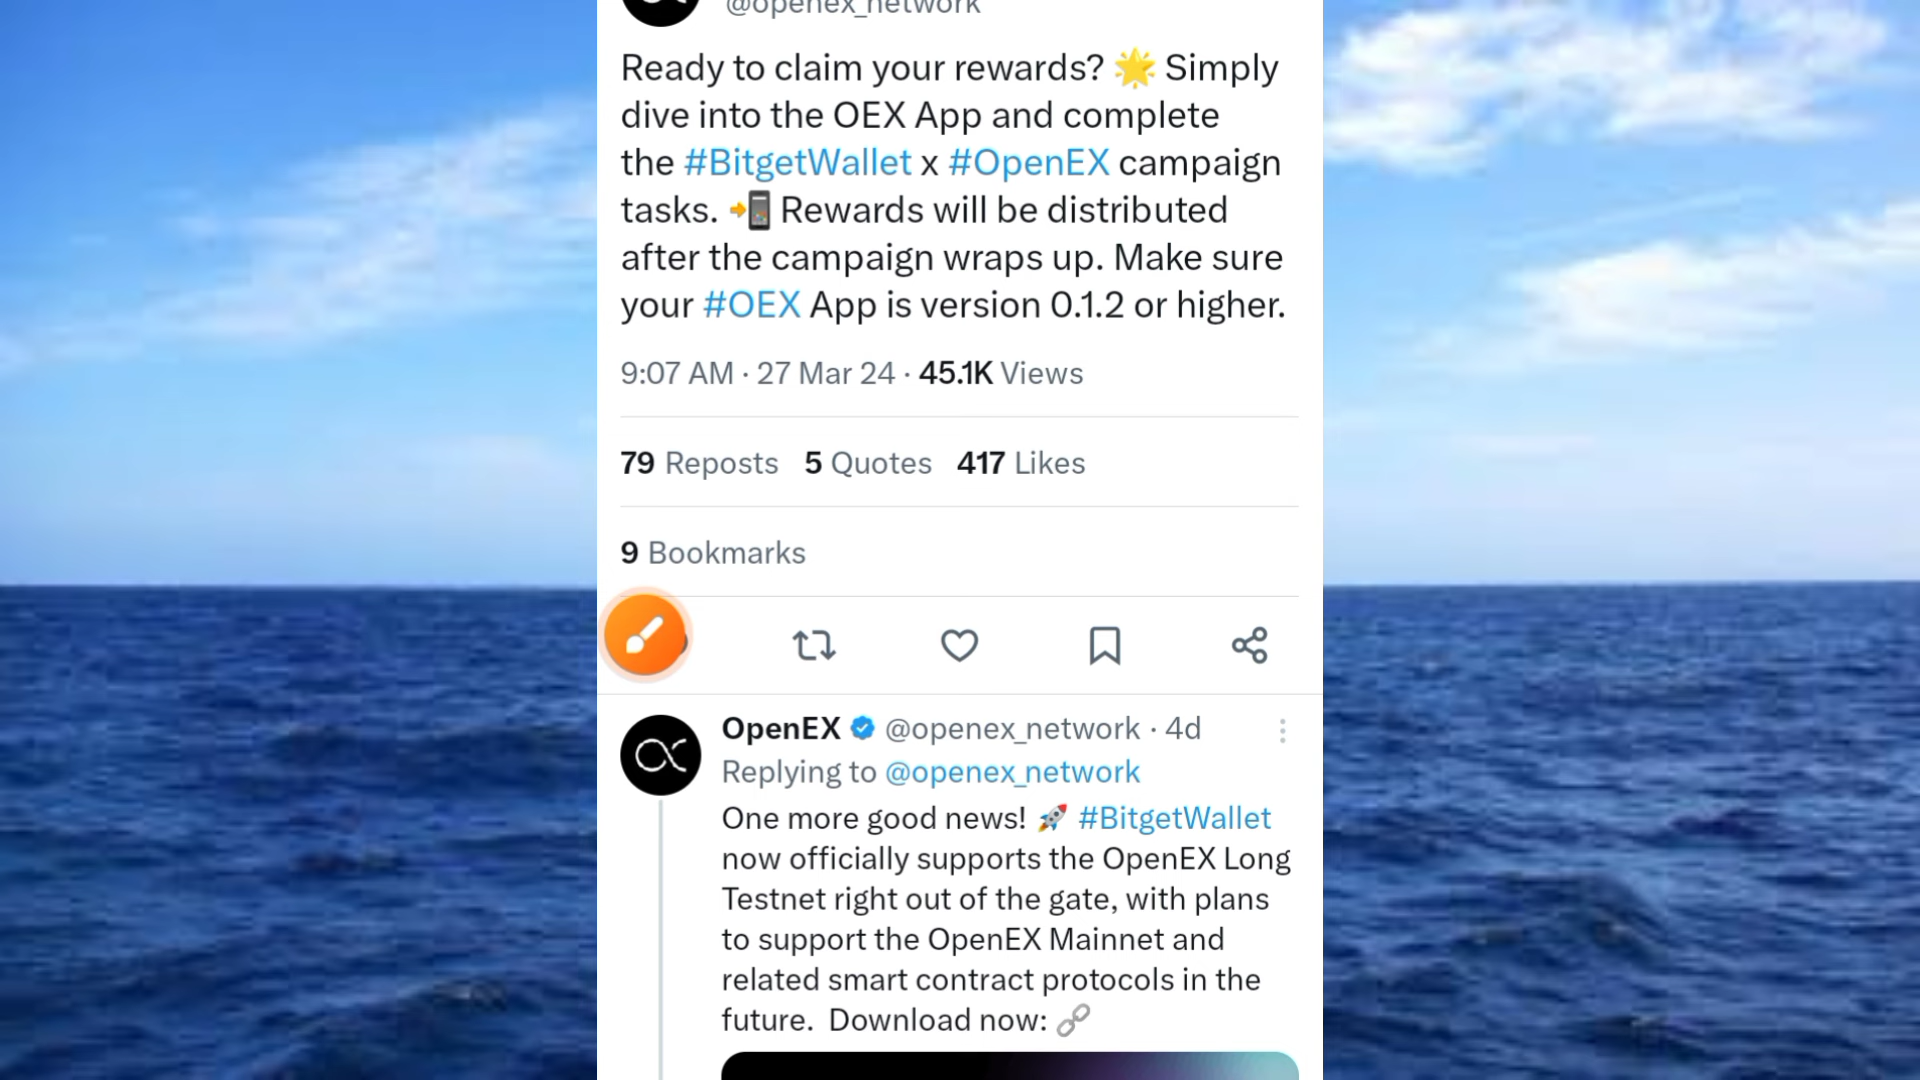 @openex_network
Ready to claim your rewards? 🌟 Simply
dive into the OEX App and complete
the #BitgetWallet x #OpenEX campaign
tasks. 📲 Rewards will be distributed
after the campaign wraps up. Make sure
your #OEX App is version 0.1.2 or higher.
9:07 AM · 27 Mar 24 · 45.1K Views
79 Reposts 5 Quotes 417 Likes
9 Bookmarks
OpenEX @openex_network · 4d
Replying to @openex_network
One more good news! 🚀 #BitgetWallet
now officially supports the OpenEX Long
Testnet right out of the gate, with plans
to support the OpenEX Mainnet and
related smart contract protocols in the
future. Download now: 🔗